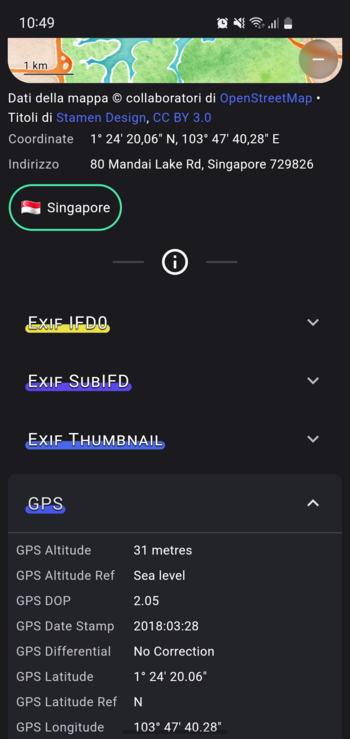 10:49
1 km
Dati della mappa © collaboratori di OpenStreetMap •
Titoli di Stamen Design, CC BY 3.0
Coordinate 1° 24' 20,06" N, 103° 47' 40,28" E
Indirizzo 80 Mandai Lake Rd, Singapore 729826
Singapore
Exif IFD0
Exif SubIFD
Exif Thumbnail
GPS
GPS Altitude 31 metres
GPS Altitude Ref Sea level
GPS DOP 2.05
GPS Date Stamp 2018:03:28
GPS Differential No Correction
GPS Latitude 1° 24' 20.06"
GPS Latitude Ref N
GPS Longitude 103° 47' 40.28"